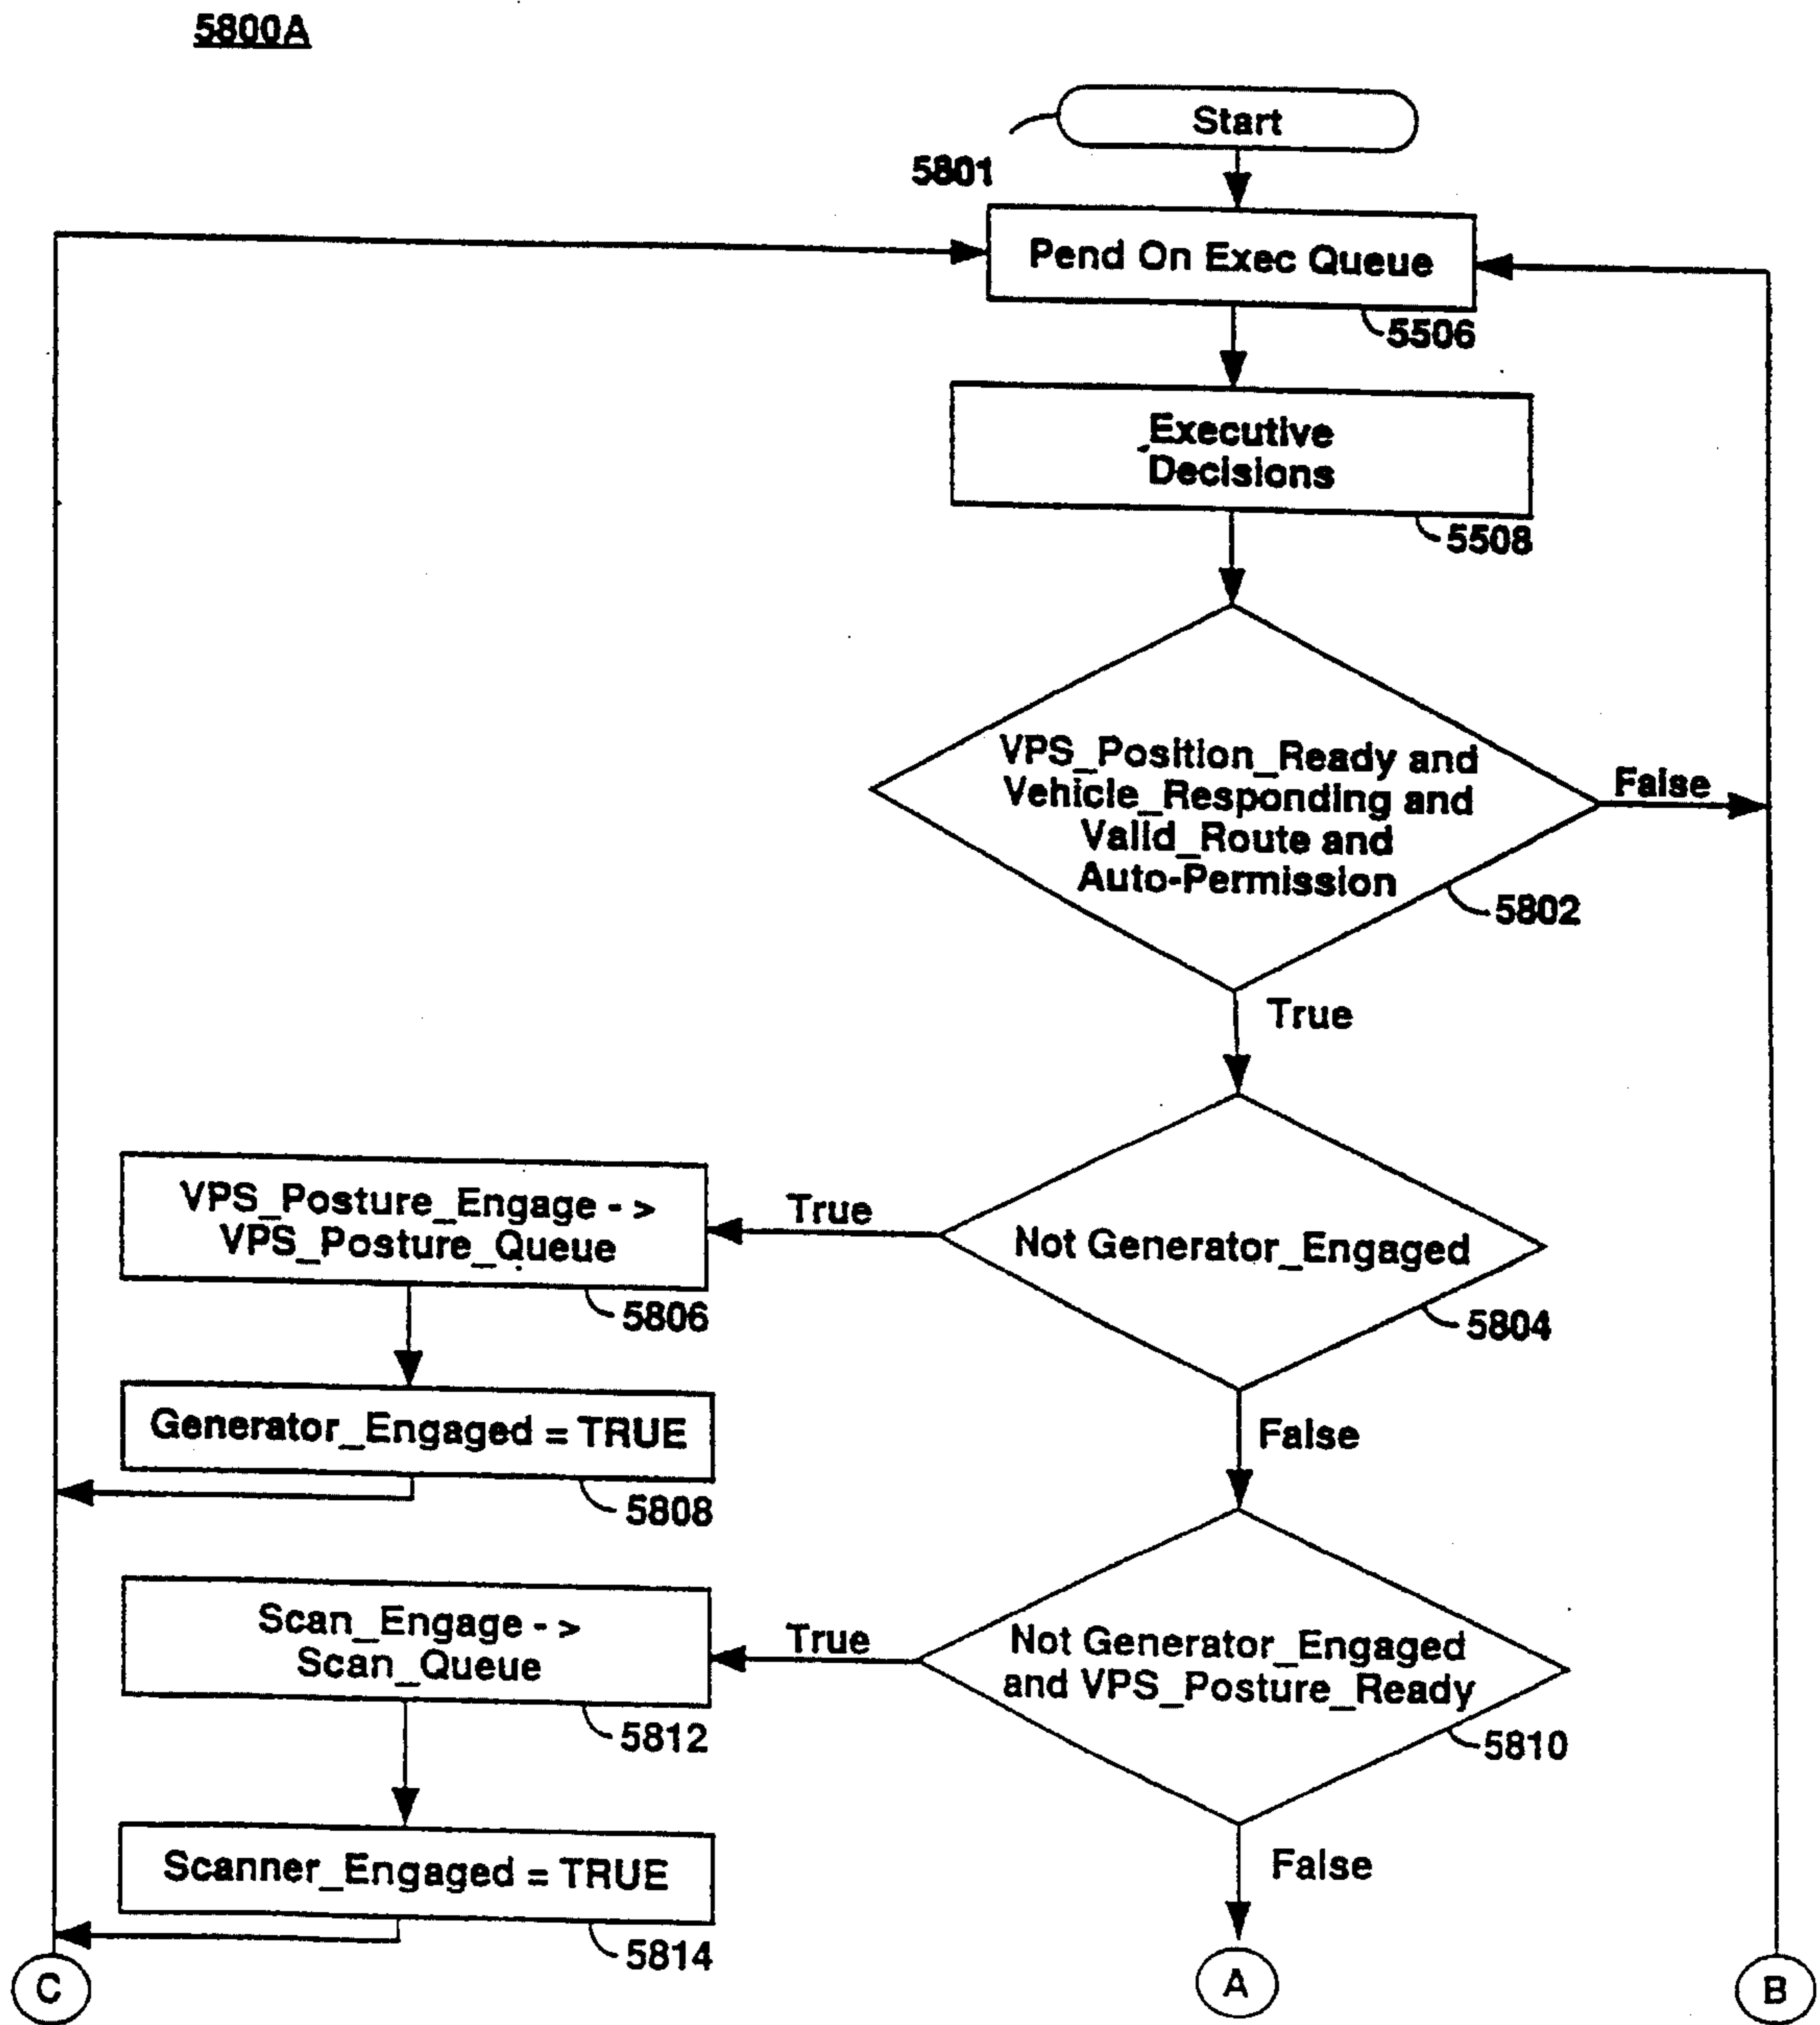 5800A
Start
5801
Pend On Exec Queue
5506
Executive
Decisions
5508
VPS_Position_Ready and
Vehicle_Responding and
Valid_Route and
Auto-Permission
False
5802
True
VPS_Posture_Engage - >
VPS_Posture_Queue
5806
True
Not Generator_Engaged
5804
Generator_Engaged = TRUE
5808
False
Scan_Engage - >
Scan_Queue
5812
True
Not Generator_Engaged
and VPS_Posture_Ready
5810
Scanner_Engaged = TRUE
5814
False
C
A
B